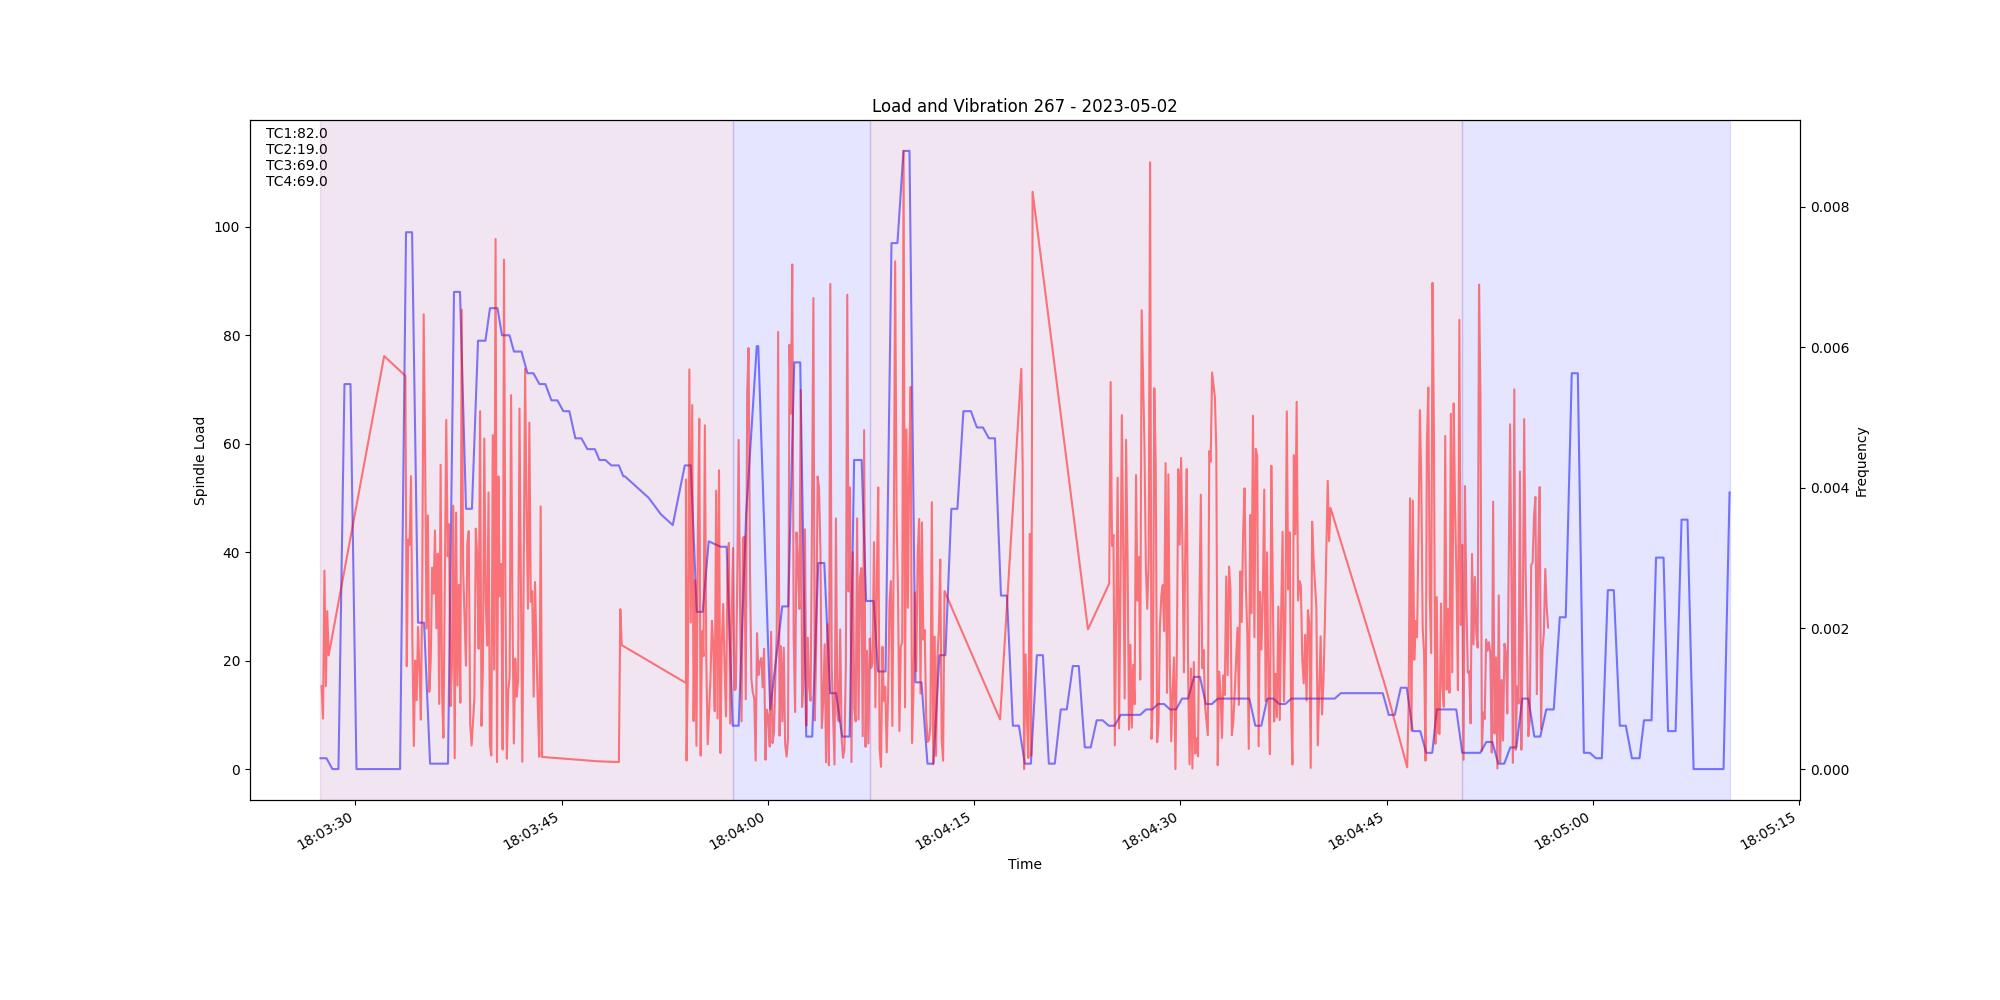 Load and Vibration 267 - 2023-05-02
TC1:82.0
TC2:19.0
TC3:69.0
TC4:69.0
100
80
60
40
20
0
Spindle Load
0.008
0.006
0.004
0.002
0.000
Frequency
18:03:30
18:03:45
18:04:00
18:04:15
18:04:30
18:04:45
18:05:00
18:05:15
Time